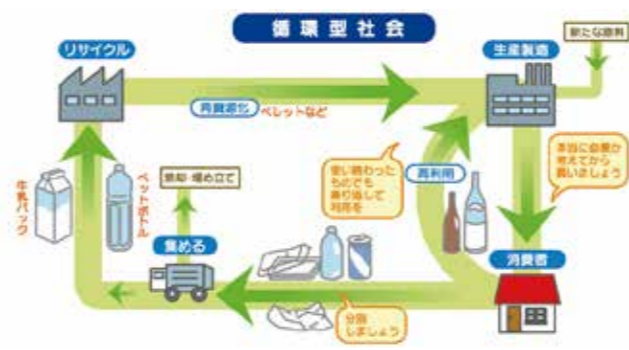 循環型社会
リサイクル
生産製造
新たな原料
再資源化
ペレットなど
本当に必要か
考えてから
買いましょう
使い終わった
ものでも
繰り返して
利用を
再利用
牛乳パック
ペットボトル
焼却・埋め立て
集める
消費者
分別
しましょう